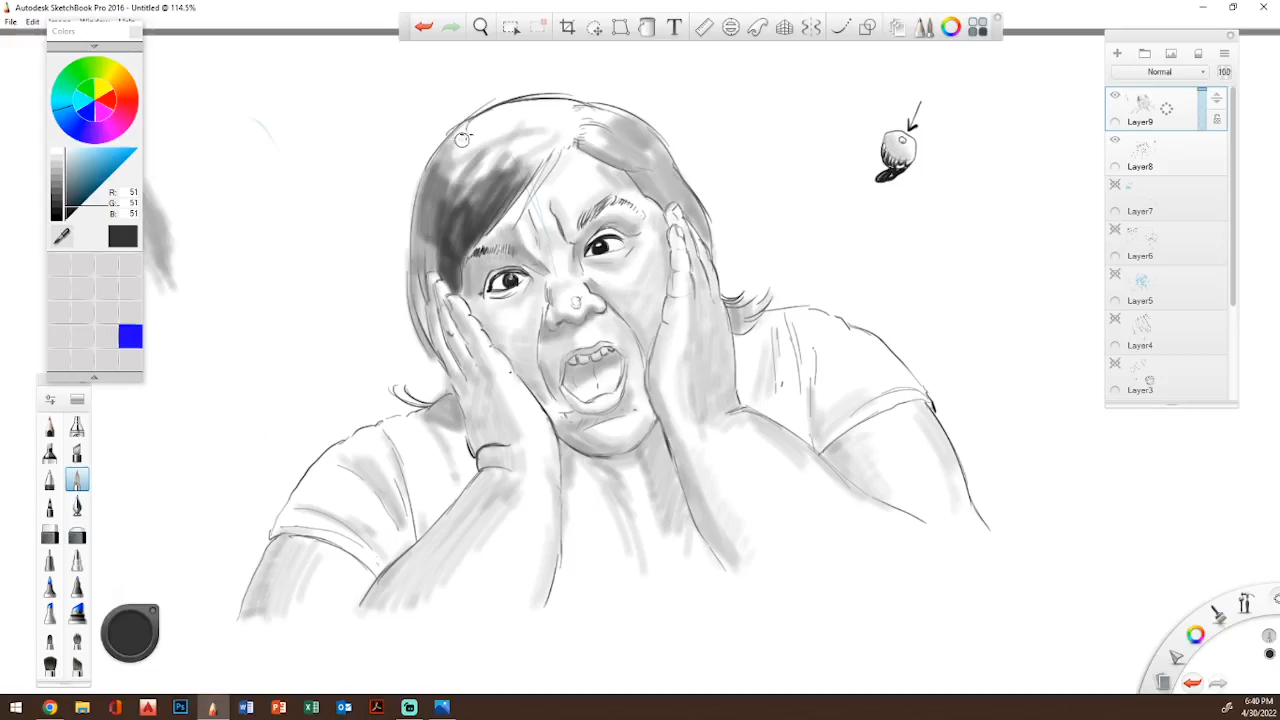 Autodesk SketchBook Pro 2016 - Untitled @ 114.5%
File Edit
Colors
Normal
100
Layer9
Layer8
R: 51
G: 51
B: 51
Layer7
Layer6
Layer5
Layer4
Layer3
6:40 PM
4/30/2022